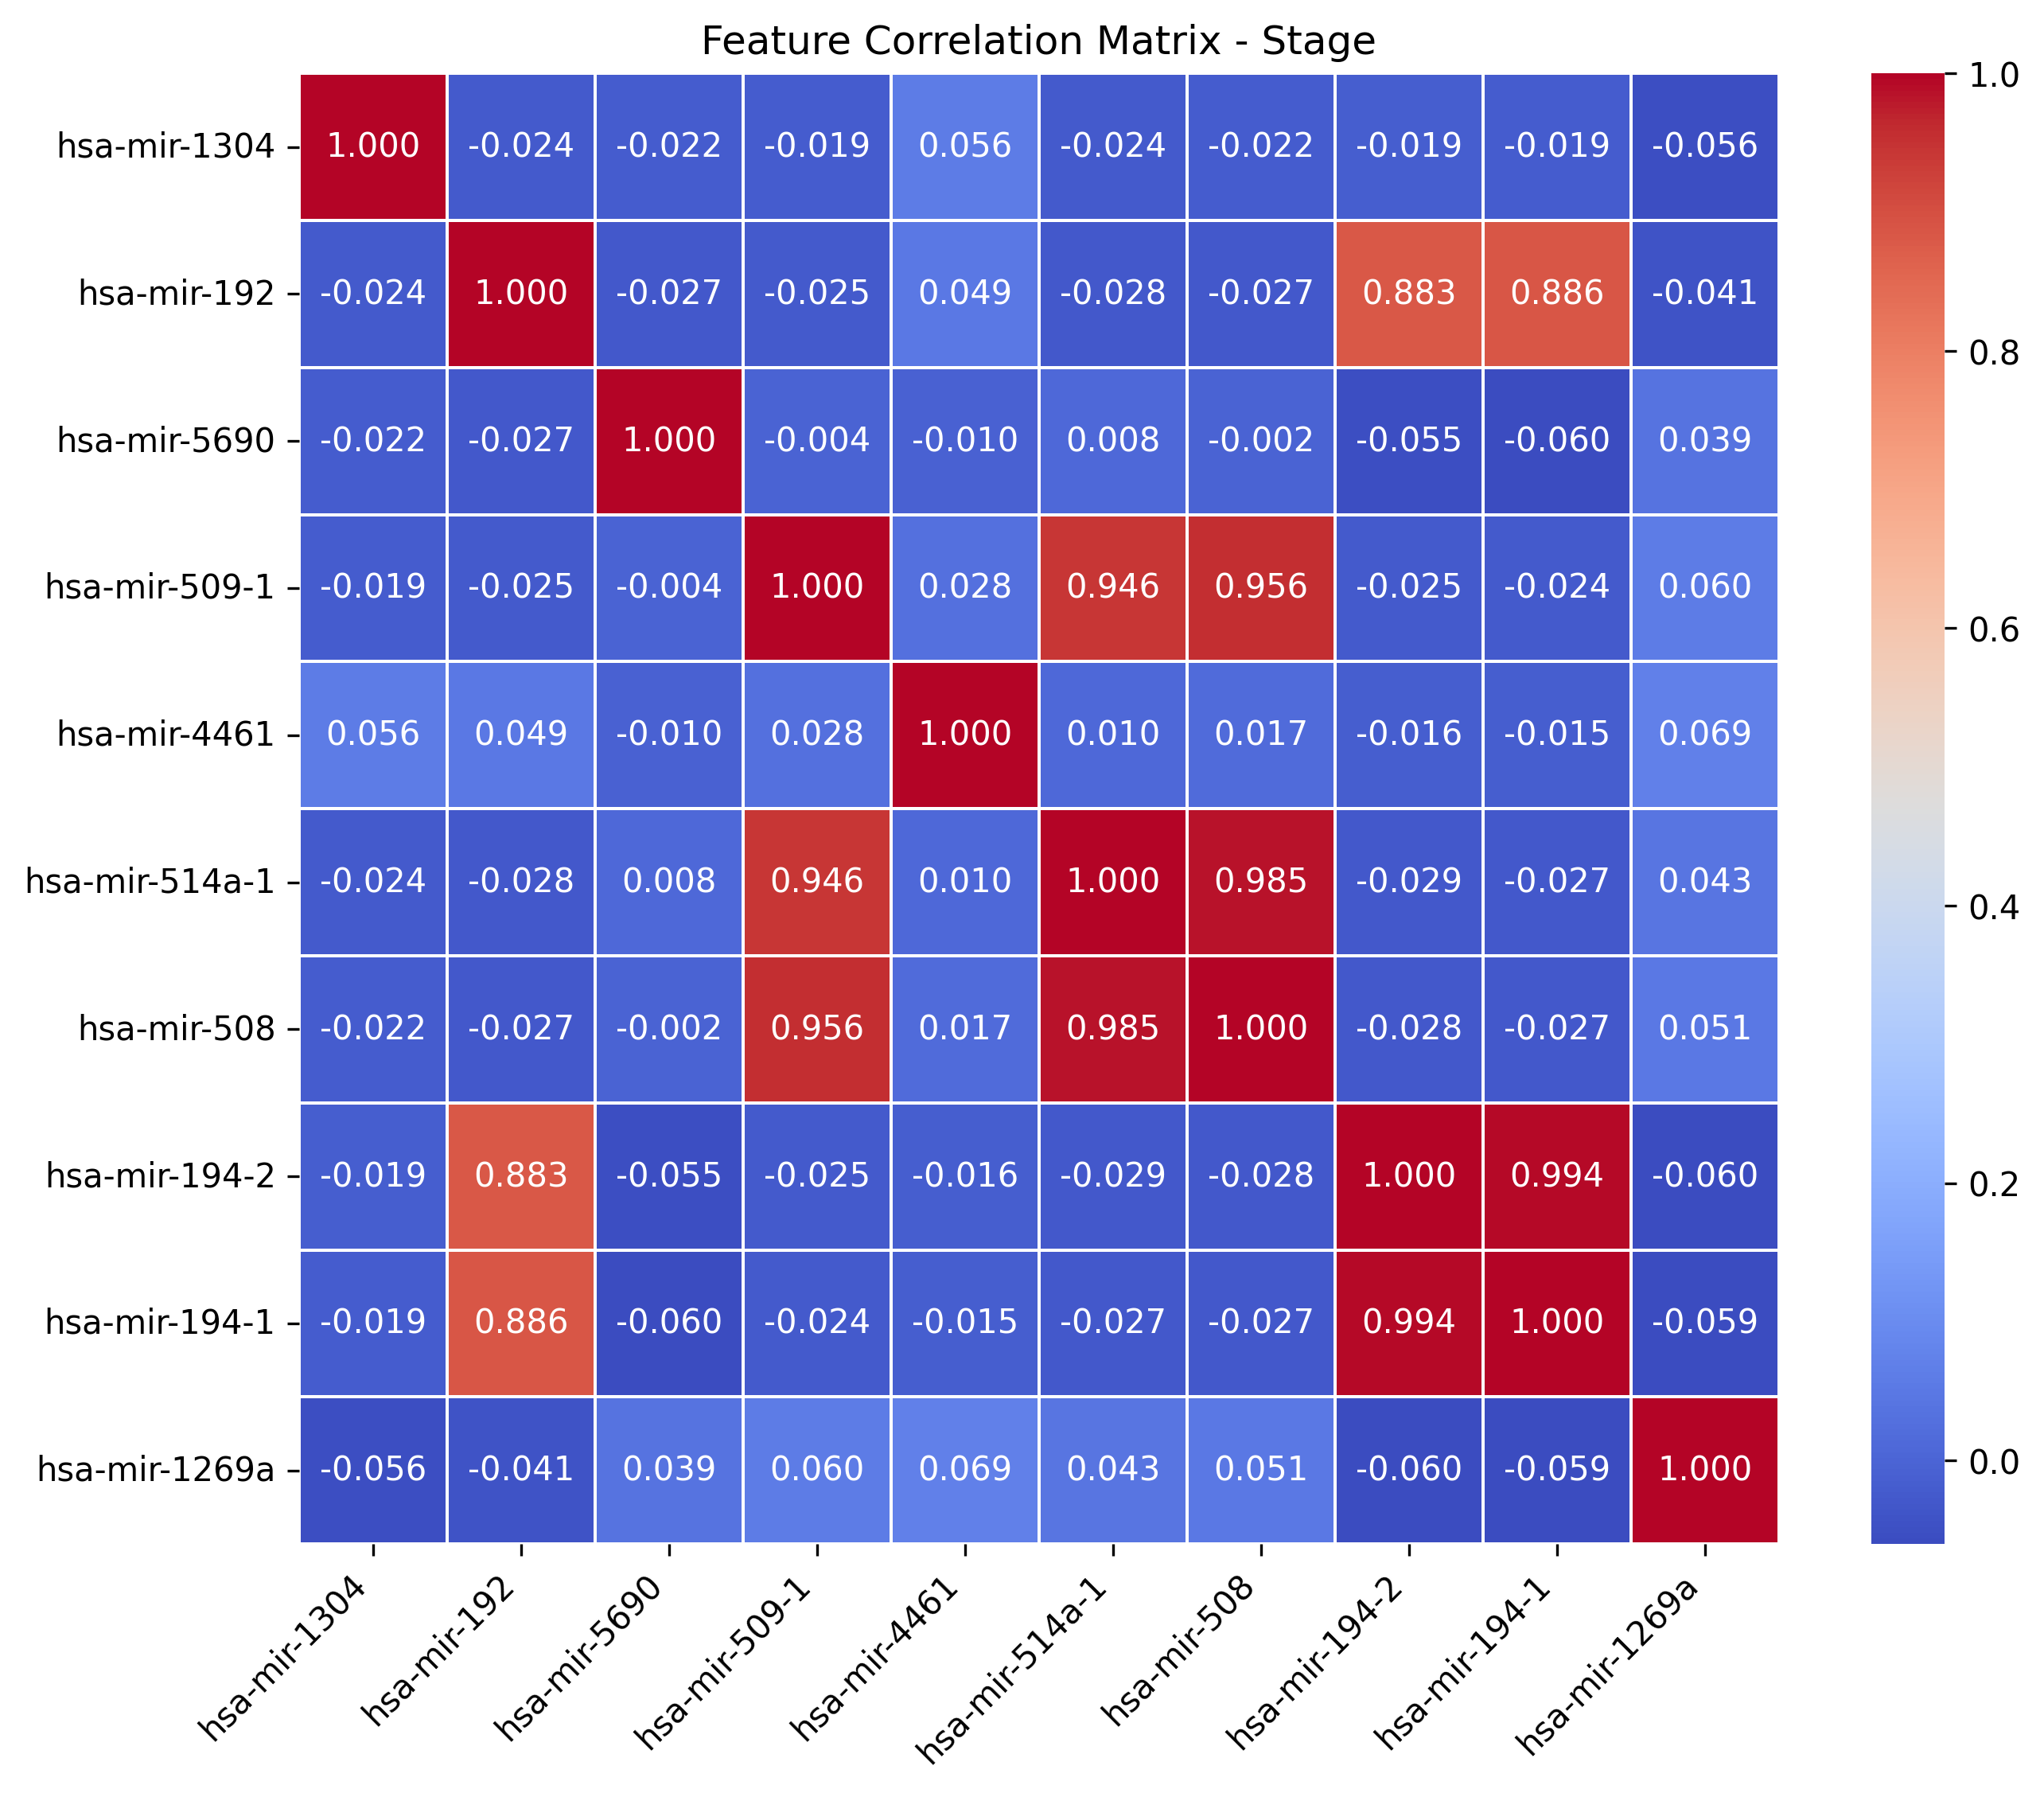 Feature Correlation Matrix - Stage
hsa-mir-1304 1.000 -0.024 -0.022 -0.019 0.056 -0.024 -0.022 -0.019 -0.019 -0.056
hsa-mir-192 -0.024 1.000 -0.027 -0.025 0.049 -0.028 -0.027 0.883 0.886 -0.041
hsa-mir-5690 -0.022 -0.027 1.000 -0.004 -0.010 0.008 -0.002 -0.055 -0.060 0.039
hsa-mir-509-1 -0.019 -0.025 -0.004 1.000 0.028 0.946 0.956 -0.025 -0.024 0.060
hsa-mir-4461 0.056 0.049 -0.010 0.028 1.000 0.010 0.017 -0.016 -0.015 0.069
hsa-mir-514a-1 -0.024 -0.028 0.008 0.946 0.010 1.000 0.985 -0.029 -0.027 0.043
hsa-mir-508 -0.022 -0.027 -0.002 0.956 0.017 0.985 1.000 -0.028 -0.027 0.051
hsa-mir-194-2 -0.019 0.883 -0.055 -0.025 -0.016 -0.029 -0.028 1.000 0.994 -0.060
hsa-mir-194-1 -0.019 0.886 -0.060 -0.024 -0.015 -0.027 -0.027 0.994 1.000 -0.059
hsa-mir-1269a -0.056 -0.041 0.039 0.060 0.069 0.043 0.051 -0.060 -0.059 1.000
hsa-mir-1304 hsa-mir-192 hsa-mir-5690 hsa-mir-509-1 hsa-mir-4461 hsa-mir-514a-1 hsa-mir-508 hsa-mir-194-2 hsa-mir-194-1 hsa-mir-1269a
1.0
0.8
0.6
0.4
0.2
0.0